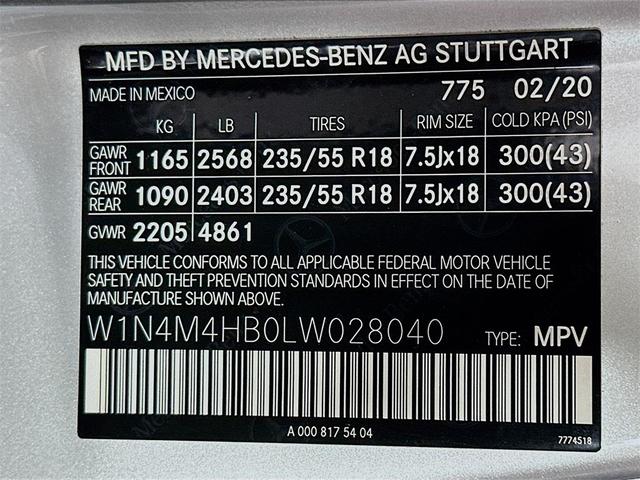 MFD BY MERCEDES-BENZ AG STUTTGART
MADE IN MEXICO 775 02/20
KG LB TIRES RIM SIZE COLD KPA (PSI)
GAWR FRONT 1165 2568 235/55 R18 7.5Jx18 300(43)
GAWR REAR 1090 2403 235/55 R18 7.5Jx18 300(43)
GVWR 2205 4861
THIS VEHICLE CONFORMS TO ALL APPLICABLE FEDERAL MOTOR VEHICLE
SAFETY AND THEFT PREVENTION STANDARDS IN EFFECT ON THE DATE OF
MANUFACTURE SHOWN ABOVE.
W1N4M4HB0LW028040 TYPE: MPV
A 000 817 54 04
7774518